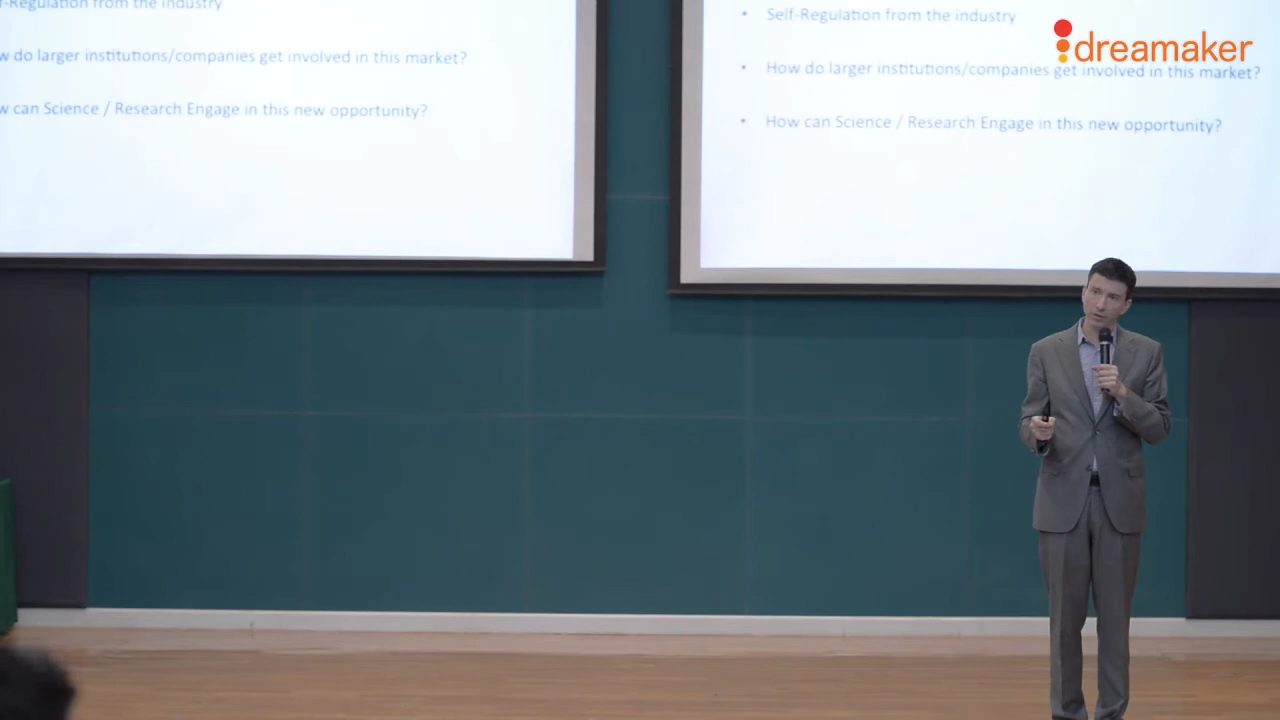 f-Regulation from the industry
w do larger institutions/companies get involved in this market?
w can Science / Research Engage in this new opportunity?
• Self-Regulation from the industry
• How do larger institutions/companies get involved in this market?
• How can Science / Research Engage in this new opportunity?
dreamaker